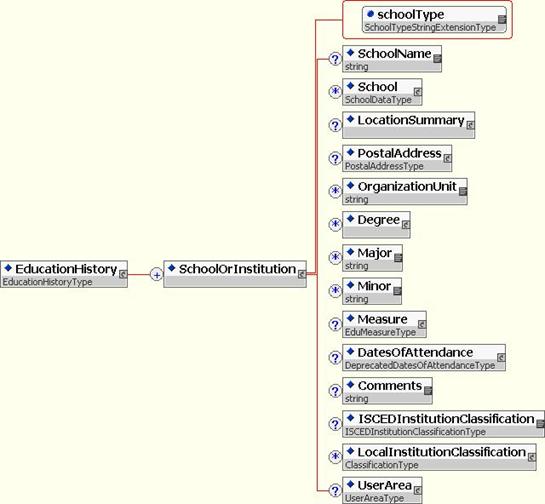 schoolType
SchoolTypeStringExtensionType
? SchoolName
string
* School
SchoolDataType
? LocationSummary
? PostalAddress
PostalAddressType
* OrganizationUnit
string
* Degree
* Major
string
* Minor
string
? Measure
EduMeasureType
? DatesOfAttendance
DeprecatedDatesOfAttendanceType
? Comments
string
? ISCEDInstitutionClassification
ISCEDInstitutionClassificationType
* LocalInstitutionClassification
ClassificationType
? UserArea
UserAreaType
EducationHistory
EducationHistoryType
+ SchoolOrInstitution